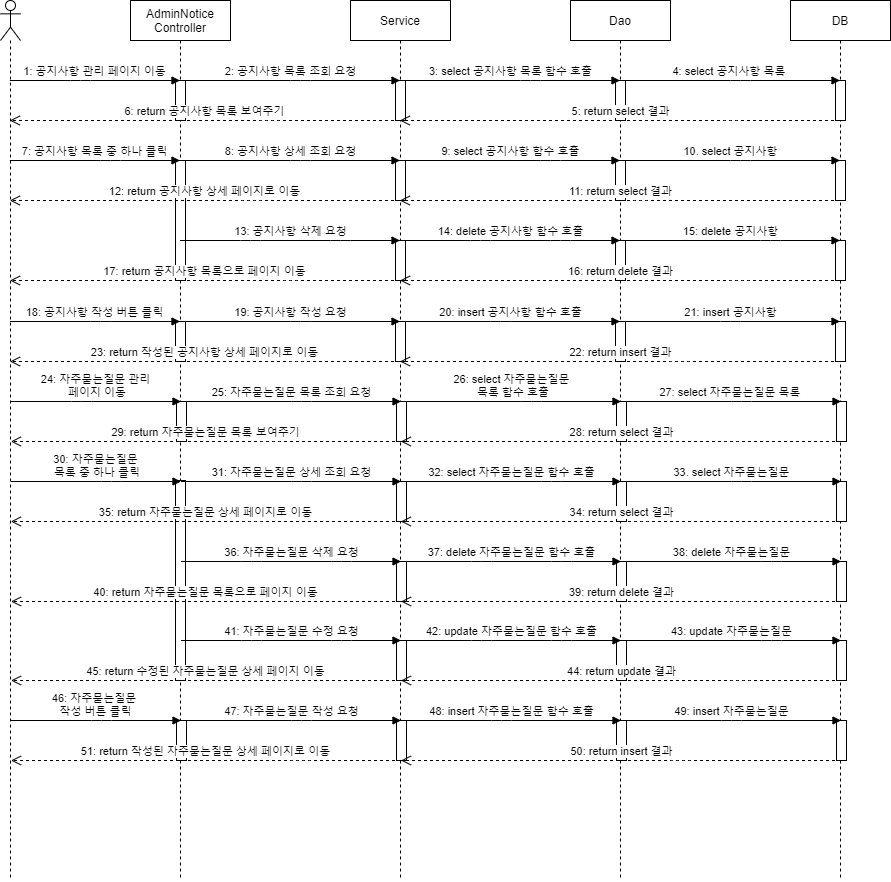 AdminNotice
Controller
Service
Dao
DB
1: 공지사항 관리 페이지 이동
2: 공지사항 목록 조회 요청
3: select 공지사항 목록 함수 호출
4: select 공지사항 목록
6: return 공지사항 목록 보여주기
5: return select 결과
7: 공지사항 목록 중 하나 클릭
8: 공지사항 상세 조회 요청
9: select 공지사항 함수 호출
10. select 공지사항
12: return 공지사항 상세 페이지로 이동
11: return select 결과
13: 공지사항 삭제 요청
14: delete 공지사항 함수 호출
15: delete 공지사항
17: return 공지사항 목록으로 페이지 이동
16: return delete 결과
18: 공지사항 작성 버튼 클릭
19: 공지사항 작성 요청
20: insert 공지사항 함수 호출
21: insert 공지사항
23: return 작성된 공지사항 상세 페이지로 이동
22: return insert 결과
24: 자주묻는질문 관리
페이지 이동
25: 자주묻는질문 목록 조회 요청
26: select 자주묻는질문
목록 함수 호출
27: select 자주묻는질문 목록
29: return 자주묻는질문 목록 보여주기
28: return select 결과
30: 자주묻는질문
목록 중 하나 클릭
31: 자주묻는질문 상세 조회 요청
32: select 자주묻는질문 함수 호출
33. select 자주묻는질문
35: return 자주묻는질문 상세 페이지로 이동
34: return select 결과
36: 자주묻는질문 삭제 요청
37: delete 자주묻는질문 함수 호출
38: delete 자주묻는질문
40: return 자주묻는질문 목록으로 페이지 이동
39: return delete 결과
41: 자주묻는질문 수정 요청
42: update 자주묻는질문 함수 호출
43: update 자주묻는질문
45: return 수정된 자주묻는질문 상세 페이지 이동
44: return update 결과
46: 자주묻는질문
작성 버튼 클릭
47: 자주묻는질문 작성 요청
48: insert 자주묻는질문 함수 호출
49: insert 자주묻는질문
51: return 작성된 자주묻는질문 상세 페이지로 이동
50: return insert 결과